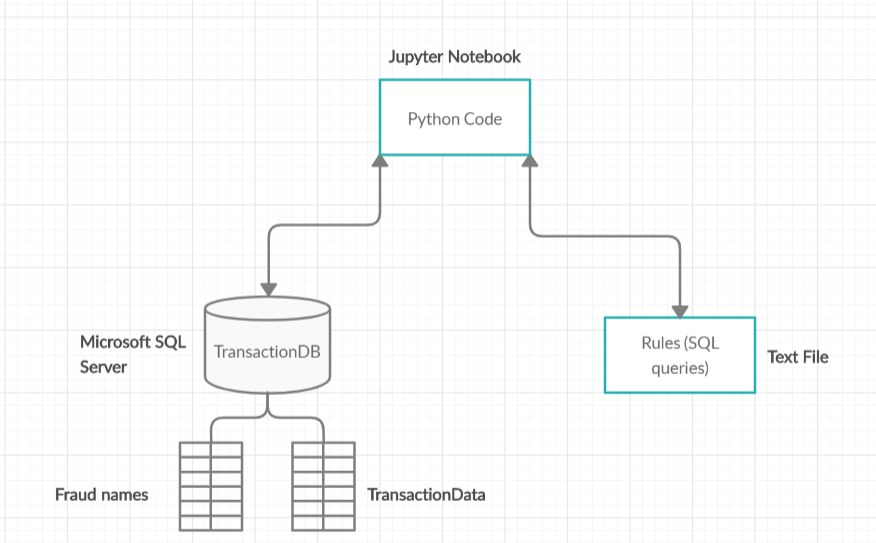 Jupyter Notebook
Python Code
Microsoft SQL
Server
TransactionDB
Rules (SQL
queries)
Text File
Fraud names
TransactionData